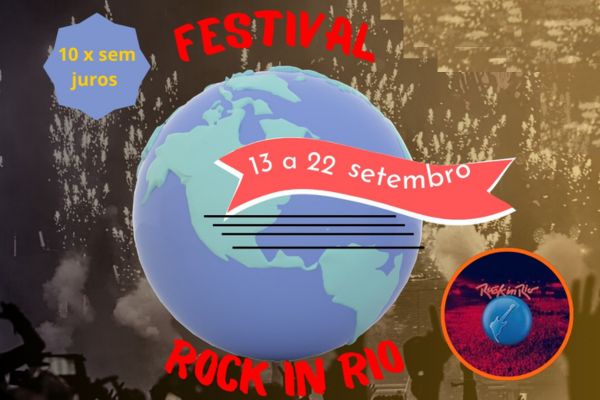 FESTIVAL
10 x sem
juros
13 a 22 setembro
Rock in Rio
ROCK IN RIO